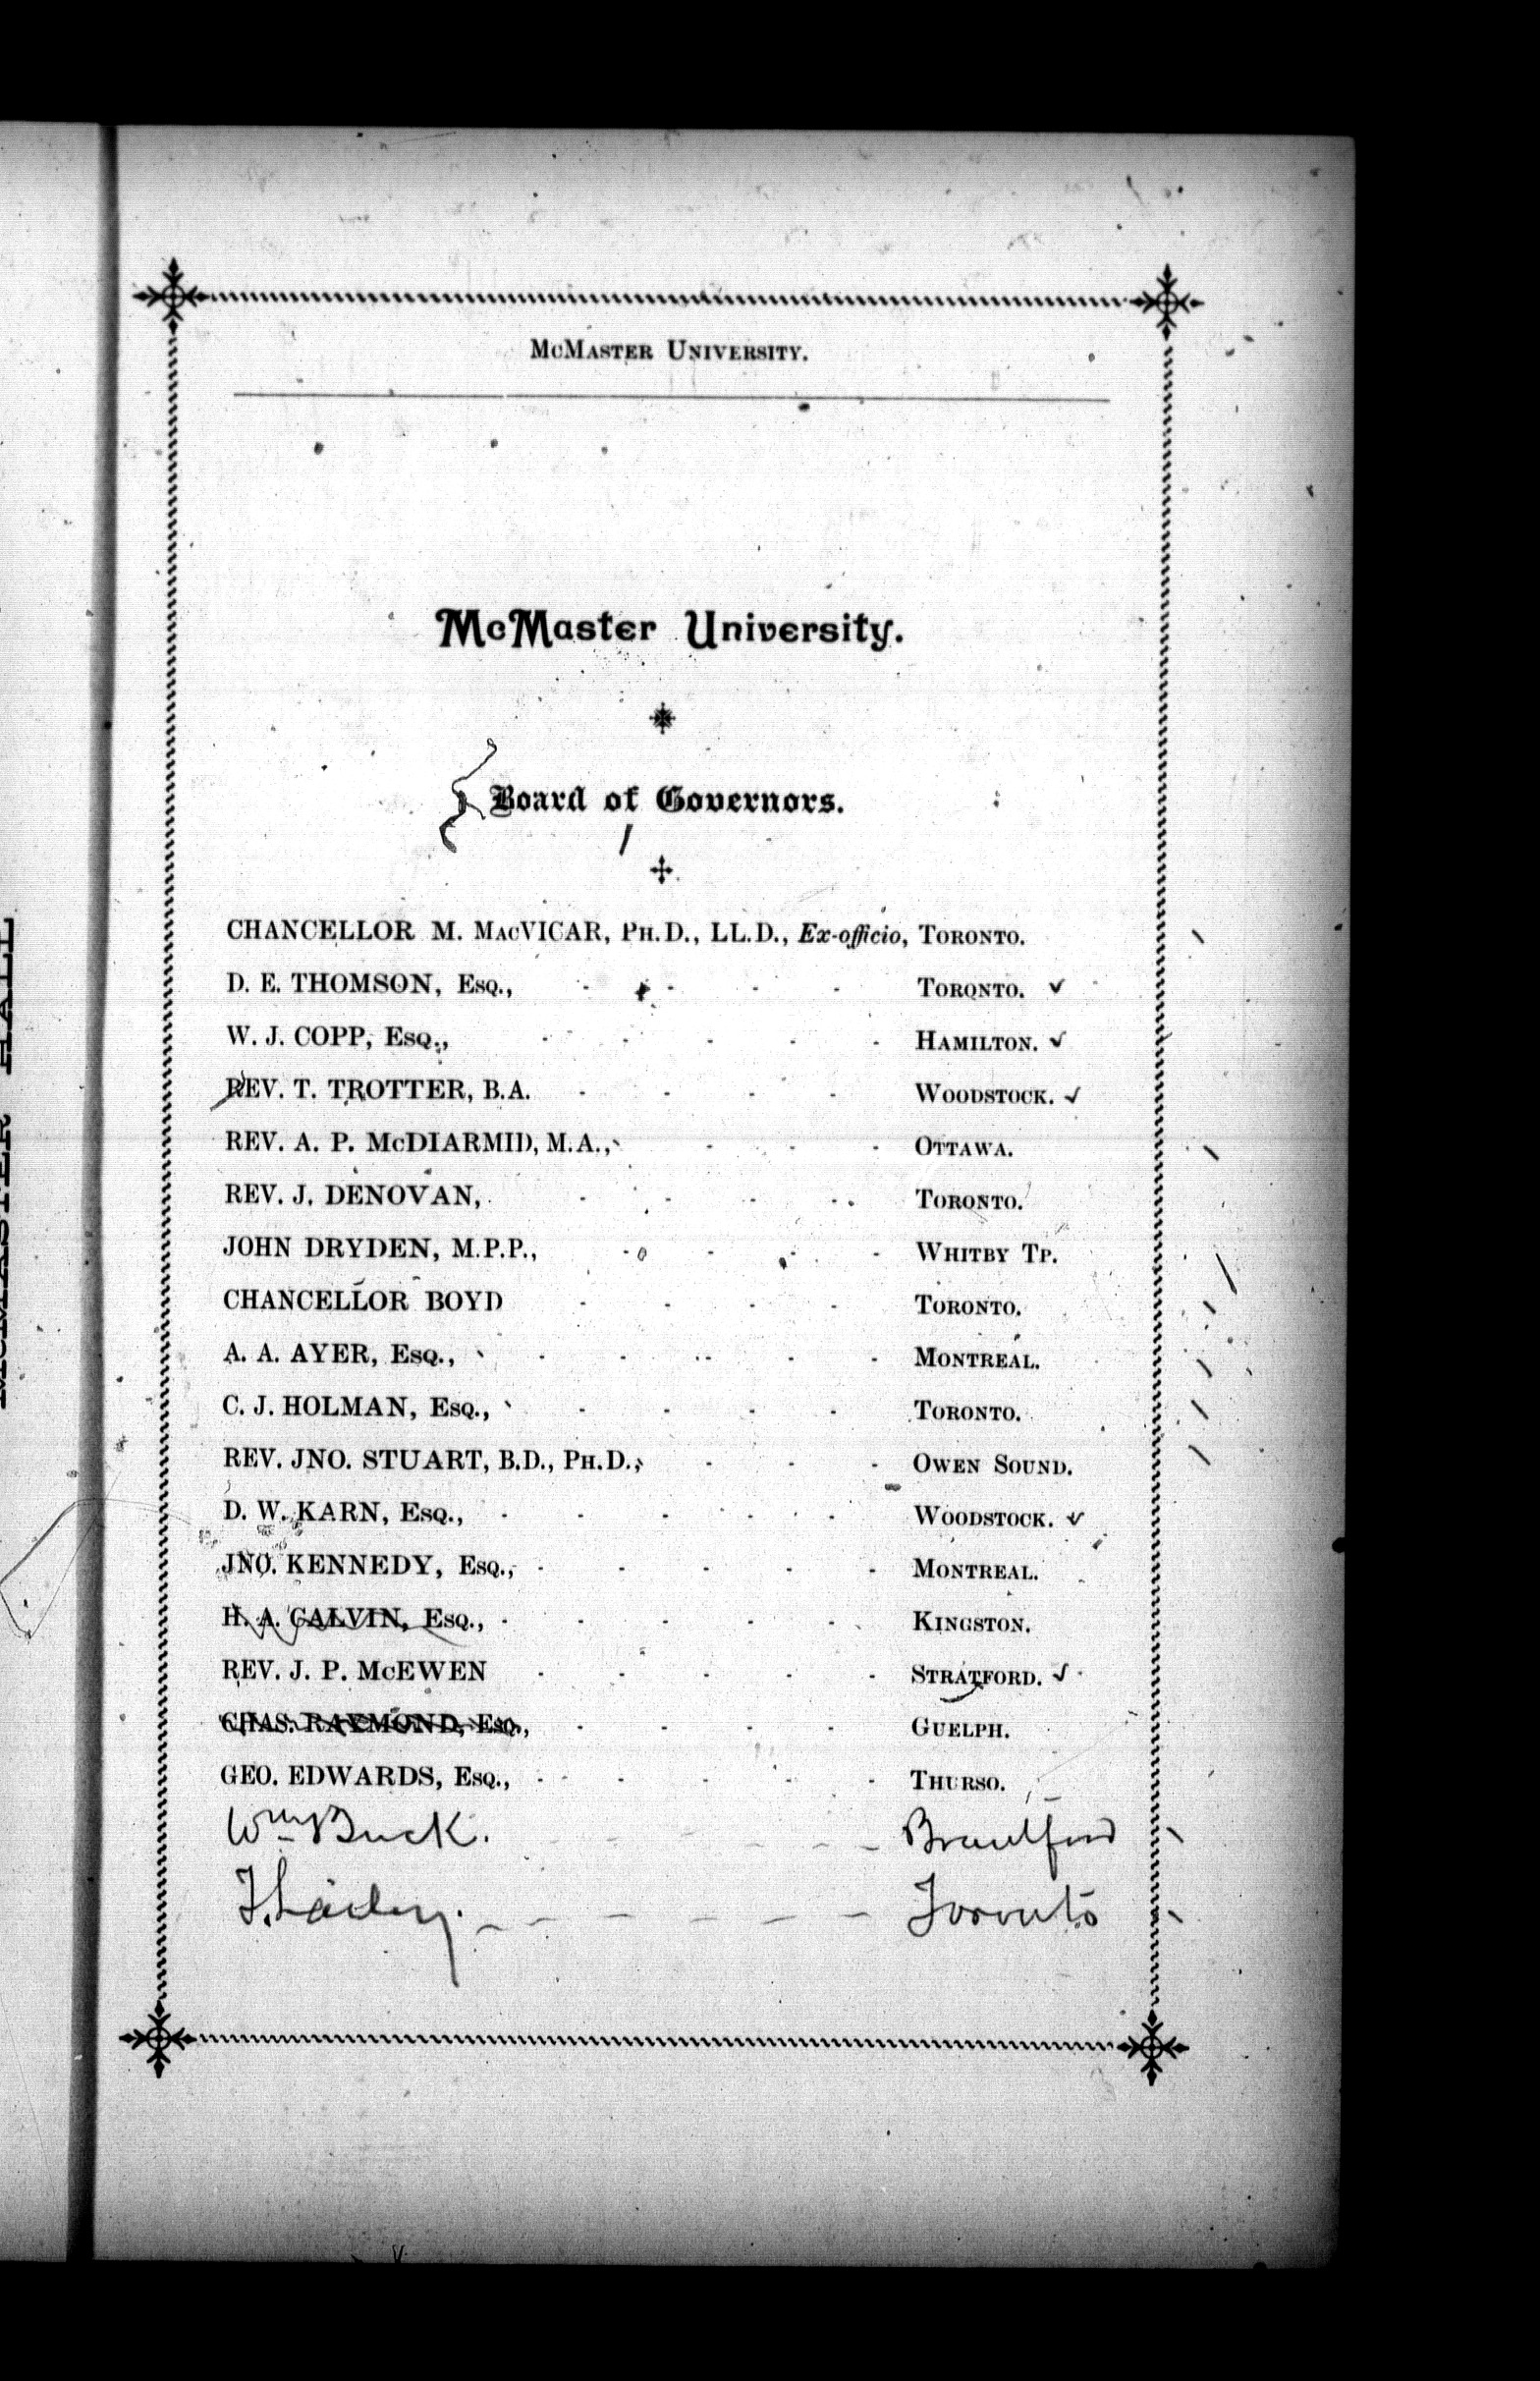 McMASTER UNIVERSITY.
McMaster University.
Board of Governors.
CHANCELLOR M. MacVICAR, Ph.D., LL.D., Ex-officio, TORONTO.
D. E. THOMSON, Esq., - - - - TORONTO. ✓
W. J. COPP, Esq., - - - - - HAMILTON. ✓
REV. T. TROTTER, B.A. - - - - WOODSTOCK. ✓
REV. A. P. McDIARMID, M.A., - - - OTTAWA.
REV. J. DENOVAN, - - - - TORONTO.
JOHN DRYDEN, M.P.P., - - - - WHITBY TP.
CHANCELLOR BOYD - - - - TORONTO.
A. A. AYER, Esq., - - - - - MONTREAL.
C. J. HOLMAN, Esq., - - - - TORONTO.
REV. JNO. STUART, B.D., Ph.D., - - - OWEN SOUND.
D. W. KARN, Esq., - - - - - WOODSTOCK. ✓
JNO. KENNEDY, Esq., - - - - - MONTREAL.
H. A. CALVIN, Esq., - - - - - KINGSTON.
REV. J. P. McEWEN - - - - - STRATFORD. ✓
CHAS. RAYMOND, Esq., - - - - GUELPH.
GEO. EDWARDS, Esq., - - - - - THURSO.
Wm Buck. - - - - - Brantford
Toronto
McMASTER HALL